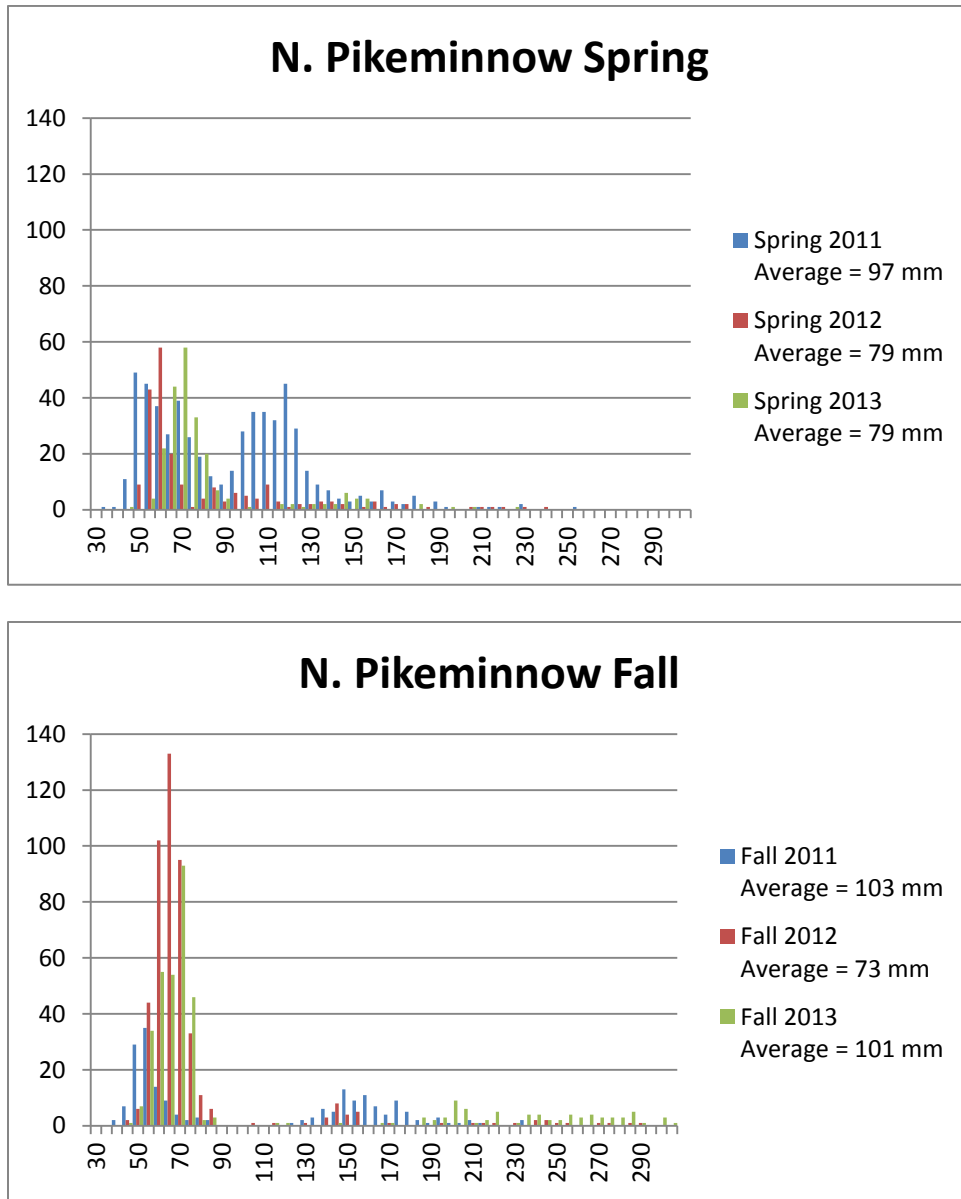 N. Pikeminnow Spring
140
120
100
80
60
40
20
0
30 50 70 90 110 130 150 170 190 210 230 250 270 290
Spring 2011
Average = 97 mm
Spring 2012
Average = 79 mm
Spring 2013
Average = 79 mm
N. Pikeminnow Fall
140
120
100
80
60
40
20
0
30 50 70 90 110 130 150 170 190 210 230 250 270 290
Fall 2011
Average = 103 mm
Fall 2012
Average = 73 mm
Fall 2013
Average = 101 mm